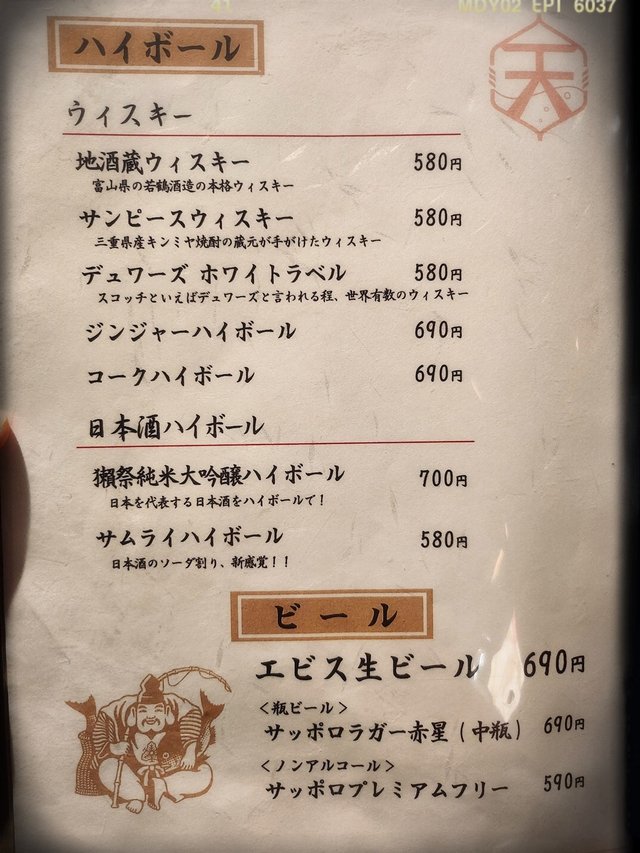 41
MDY02 EPI 6037
ハイボール
天
ウィスキー
地酒蔵ウィスキー 580円
富山県の若鶴酒造の本格ウィスキー
サンピースウィスキー 580円
三重県産キンミヤ焼酎の蔵元が手がけたウィスキー
デュワーズ ホワイトラベル 580円
スコッチといえばデュワーズと言われる程、世界有数のウィスキー
ジンジャーハイボール 690円
コークハイボール 690円
日本酒ハイボール
獺祭純米大吟醸ハイボール 700円
日本を代表する日本酒をハイボールで!
サムライハイボール 580円
日本酒のソーダ割り、新感覚!!
ビール
ヱビス生ビール 690円
<瓶ビール>
サッポロラガー赤星(中瓶) 690円
<ノンアルコール>
サッポロプレミアムフリー 590円